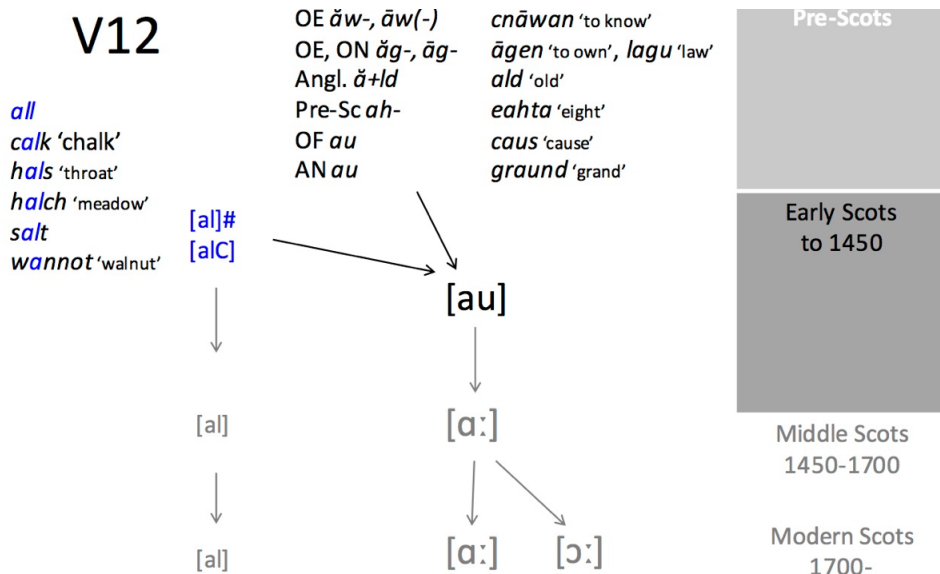 V12
OE ăw-, āw(-) cnāwan ‘to know’
OE, ON ăg-, āg- āgen ‘to own’, lagu ‘law’
Angl. ă+ld ald ‘old’
Pre-Sc ah- eahta ‘eight’
OF au caus ‘cause’
AN au graund ‘grand’
all
calk ‘chalk’
hals ‘throat’
halch ‘meadow’
salt
wannot ‘walnut’
[al]#
[alC]
[au]
[al]
[ɑː]
[al]
[ɑː]
[ɔː]
Pre-Scots
Early Scots
to 1450
Middle Scots
1450-1700
Modern Scots
1700-